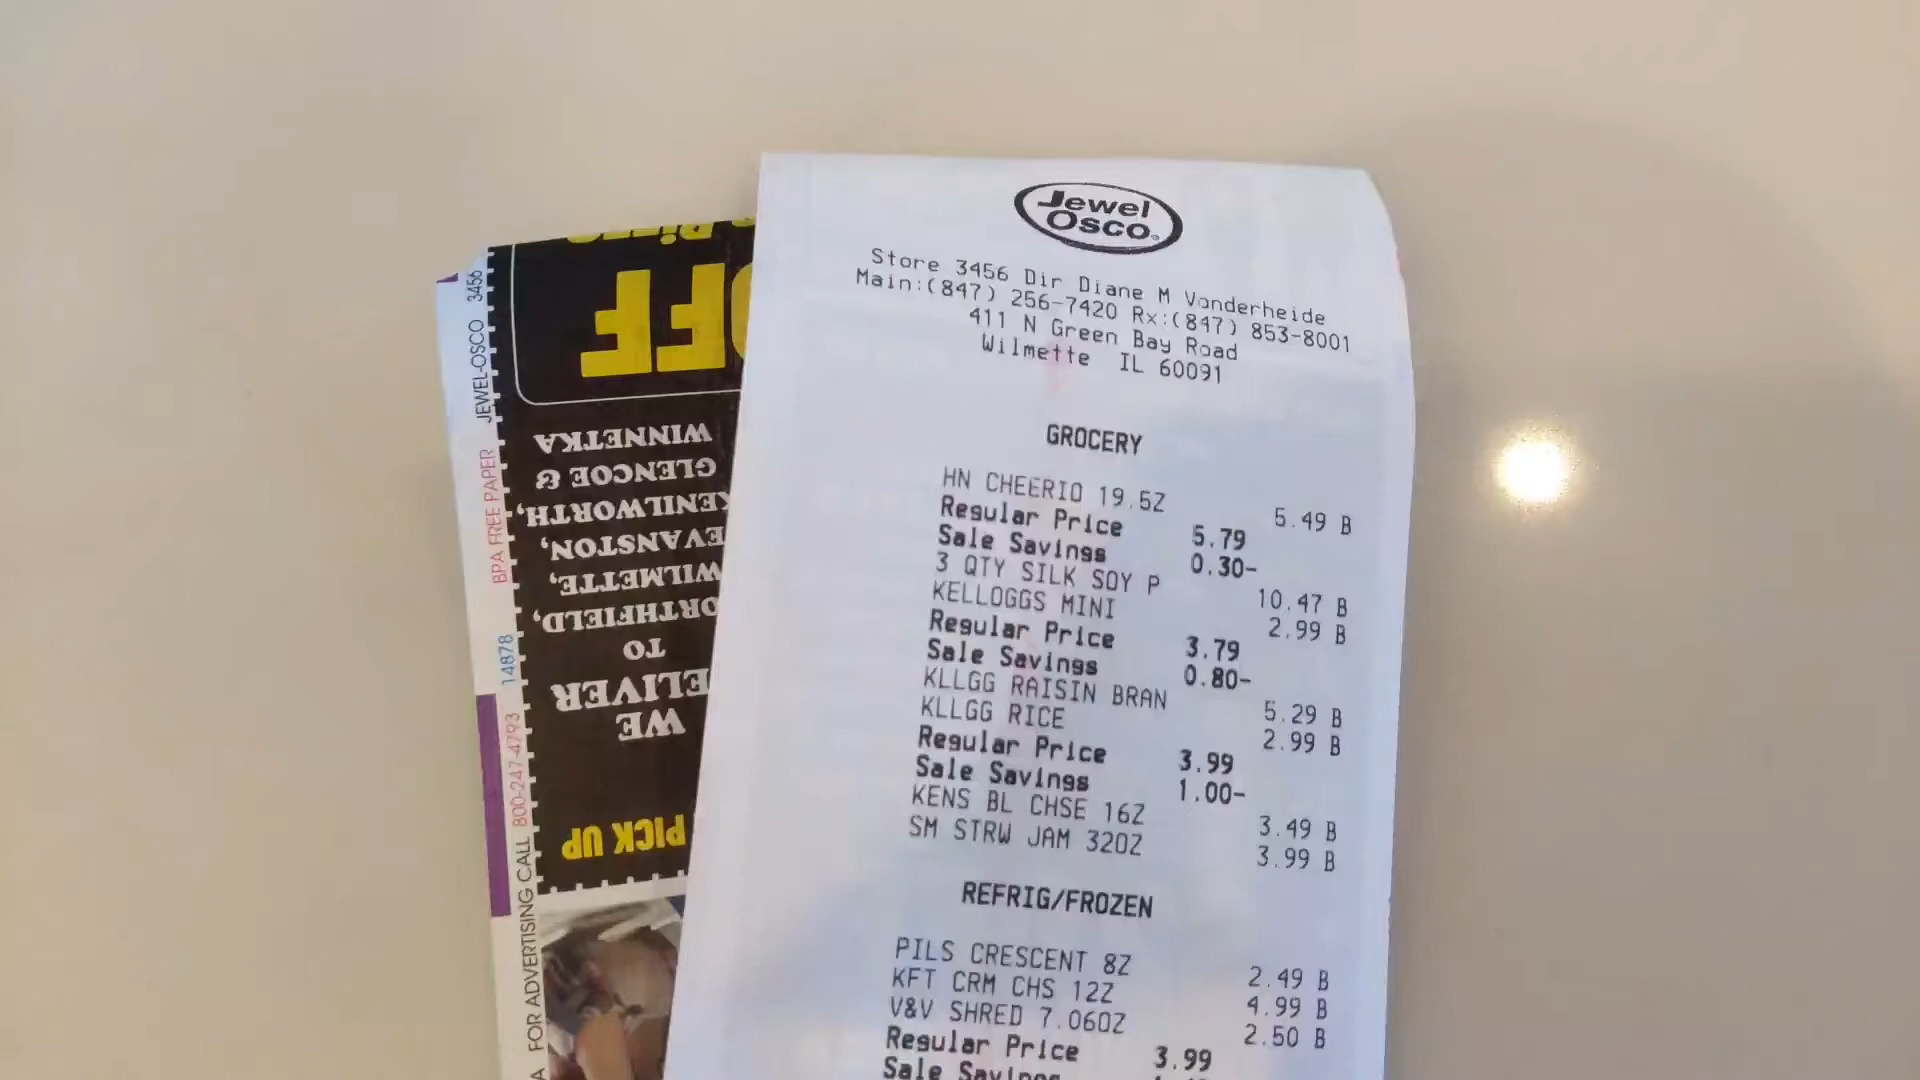 Jewel
Osco
Store 3456 Dir Diane M Vonderheide
Main:(847) 256-7420 Rx:(847) 853-8001
411 N Green Bay Road
Wilmette IL 60091
GROCERY
HN CHEERIO 19.5Z 5.49 B
Regular Price 5.79
Sale Savings 0.30-
3 QTY SILK SOY P 10.47 B
KELLOGGS MINI 2.99 B
Regular Price 3.79
Sale Savings 0.80-
KLLGG RAISIN BRAN 5.29 B
KLLGG RICE 2.99 B
Regular Price 3.99
Sale Savings 1.00-
KENS BL CHSE 16Z 3.49 B
SM STRW JAM 32OZ 3.99 B
REFRIG/FROZEN
PILS CRESCENT 8Z 2.49 B
KFT CRM CHS 12Z 4.99 B
V&V SHRED 7.06OZ 2.50 B
Regular Price 3.99
Sale Savings
PICK UP
WE
ELIVER
TO
ORTHFIELD,
WILMETTE,
EVANSTON,
KENILWORTH,
GLENCOE &
WINNETKA
OFF
FOR ADVERTISING CALL 800-247-4793 14878 BPA FREE PAPER JEWEL-OSCO 3456